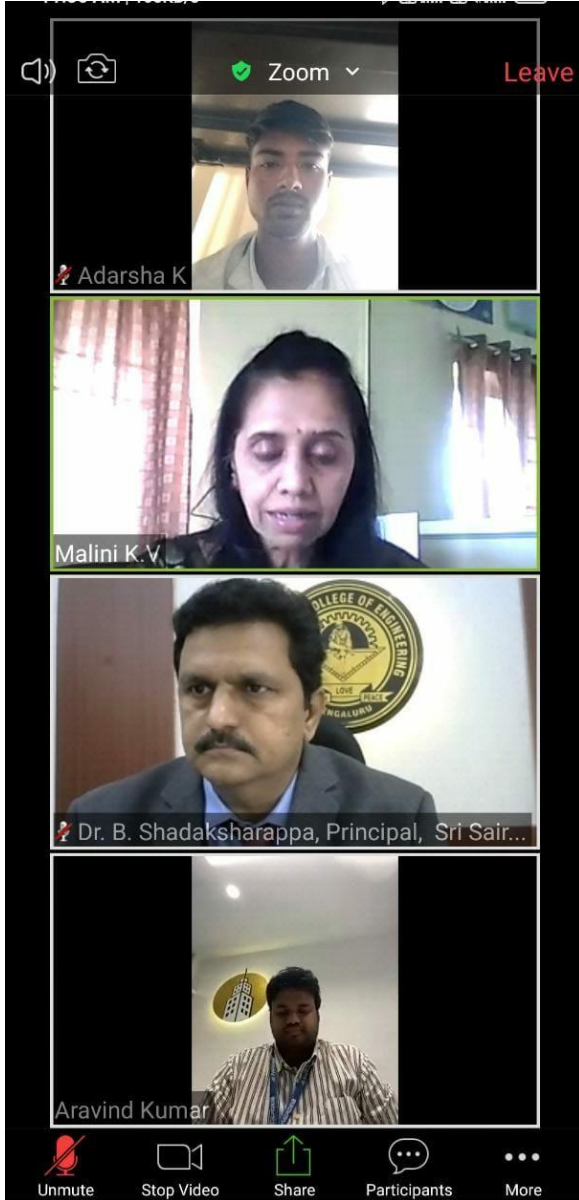 Zoom
Leave
Adarsha K
Malini K.V
COLLEGE OF ENGINEERING
LOVE
PEACE
BENGALURU
Dr. B. Shadaksharappa, Principal, Sri Sair...
Aravind Kumar
Unmute
Stop Video
Share
Participants
More